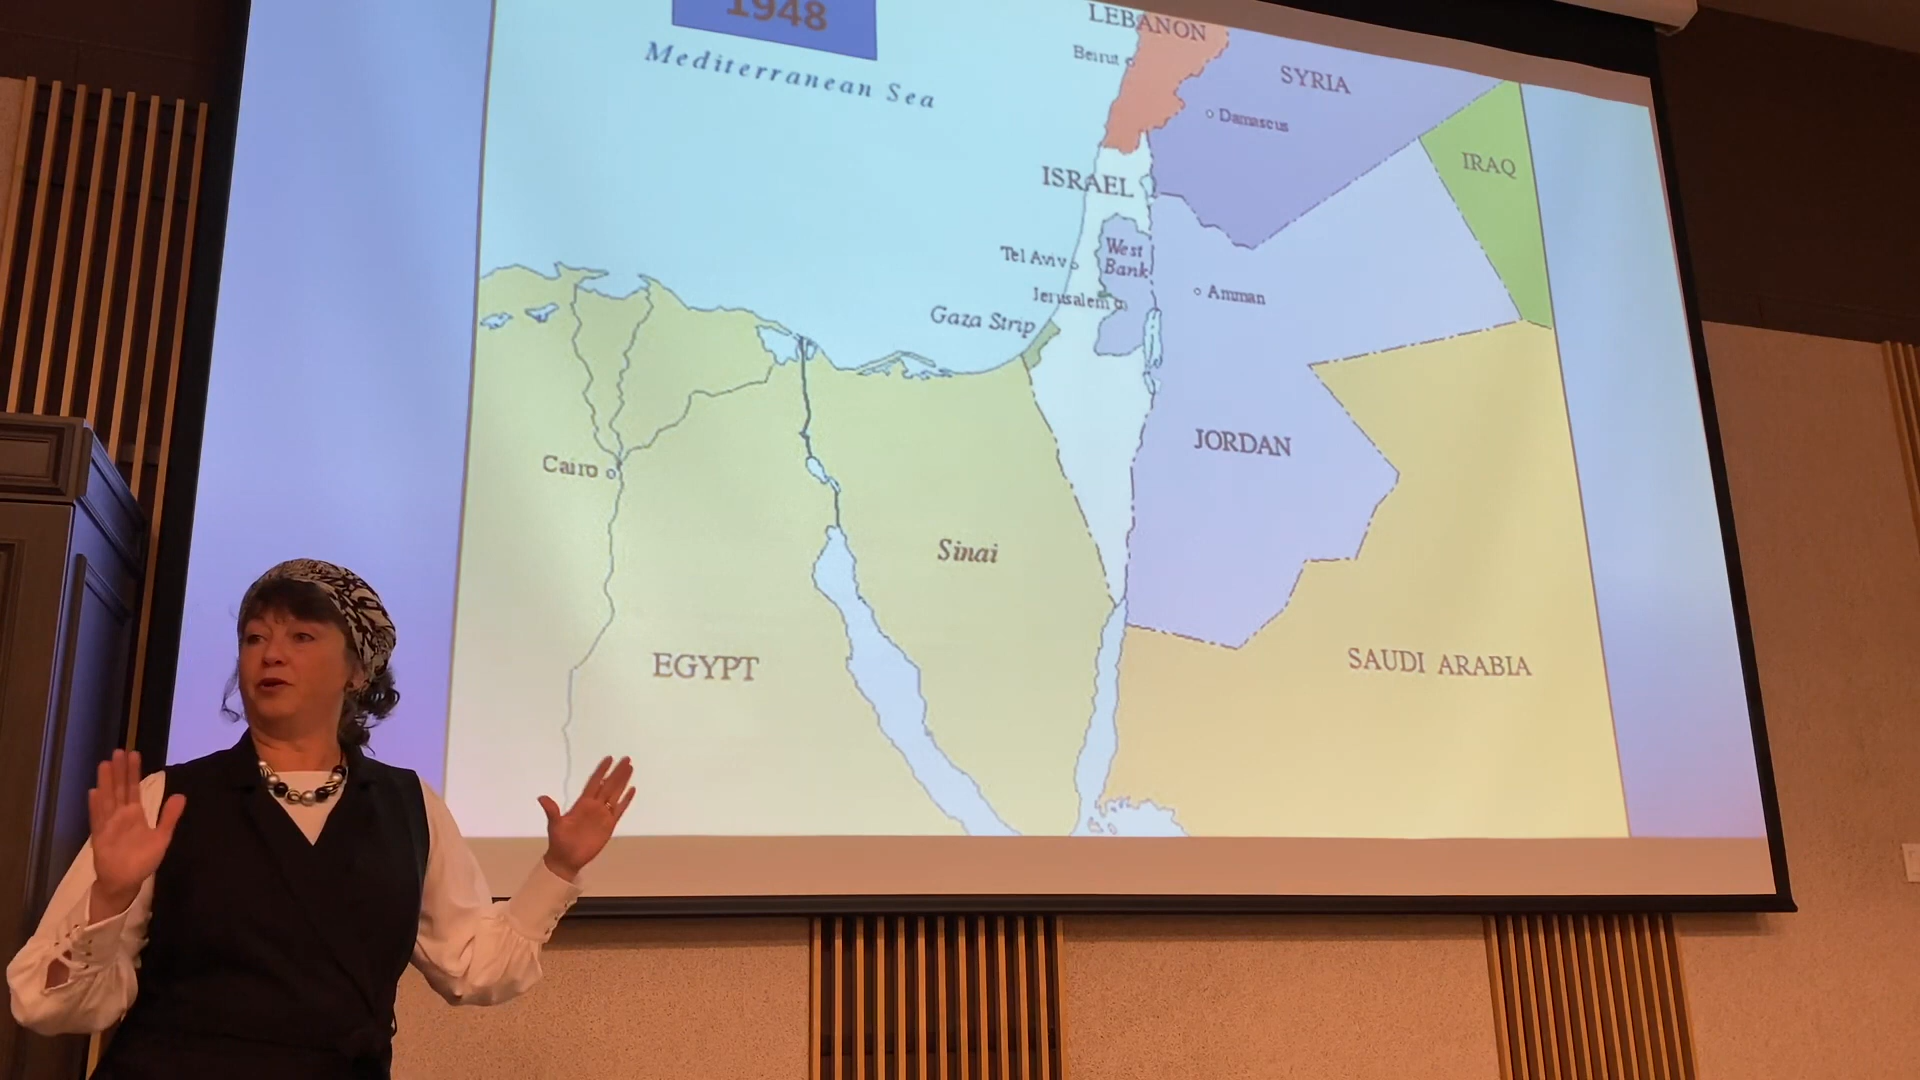 1948
Mediterranean Sea
LEBANON
Beirut
SYRIA
Damascus
IRAQ
ISRAEL
West
Bank
Tel Aviv
Jerusalem
Amman
Gaza Strip
JORDAN
Cairo
Sinai
EGYPT
SAUDI ARABIA